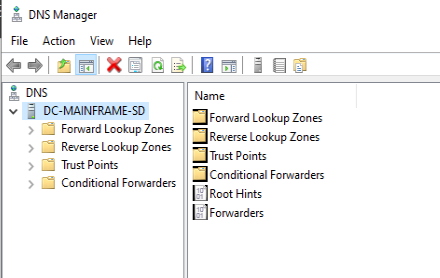 DNS Manager
File Action View Help
DNS
DC-MAINFRAME-SD
Forward Lookup Zones
Reverse Lookup Zones
Trust Points
Conditional Forwarders
Name
Forward Lookup Zones
Reverse Lookup Zones
Trust Points
Conditional Forwarders
Root Hints
Forwarders